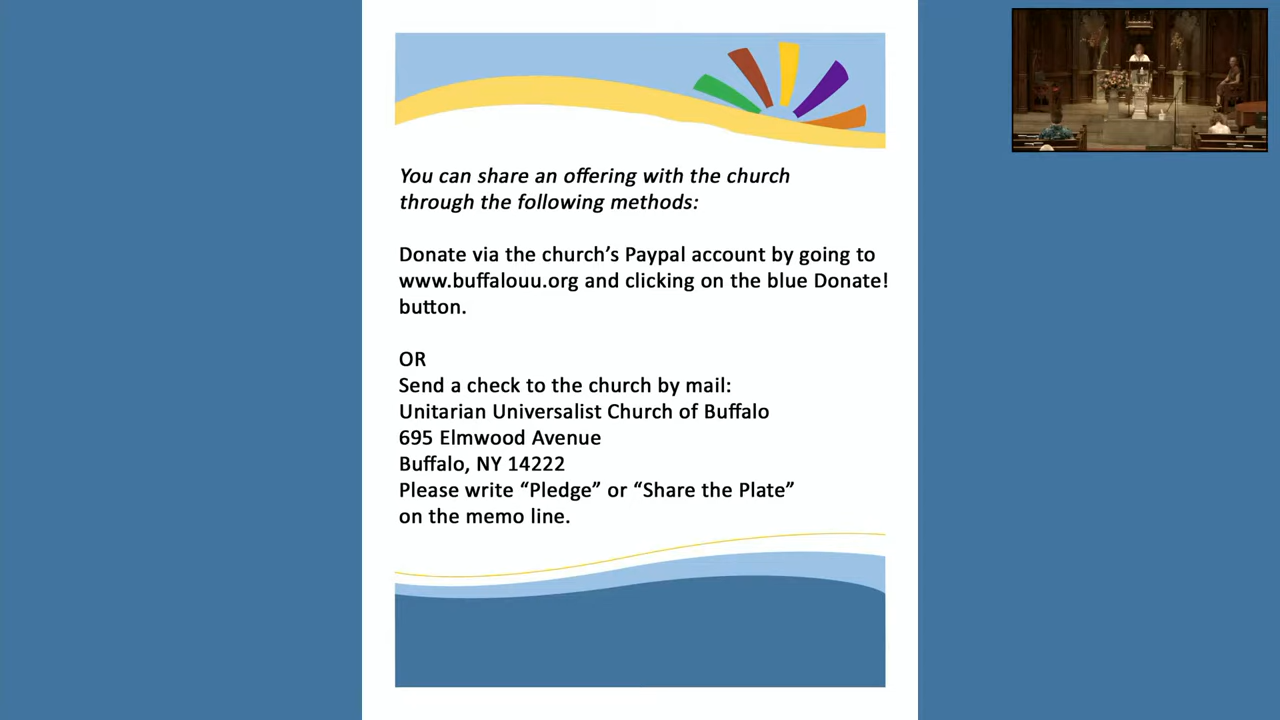 You can share an offering with the church
through the following methods:
Donate via the church’s Paypal account by going to
www.buffalouu.org and clicking on the blue Donate!
button.
OR
Send a check to the church by mail:
Unitarian Universalist Church of Buffalo
695 Elmwood Avenue
Buffalo, NY 14222
Please write “Pledge” or “Share the Plate”
on the memo line.